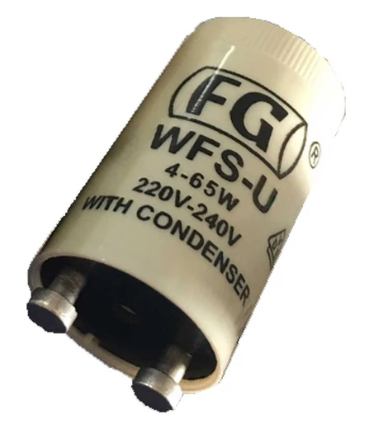 FG
®
WFS-U
4-65W
220V-240V
WITH CONDENSER